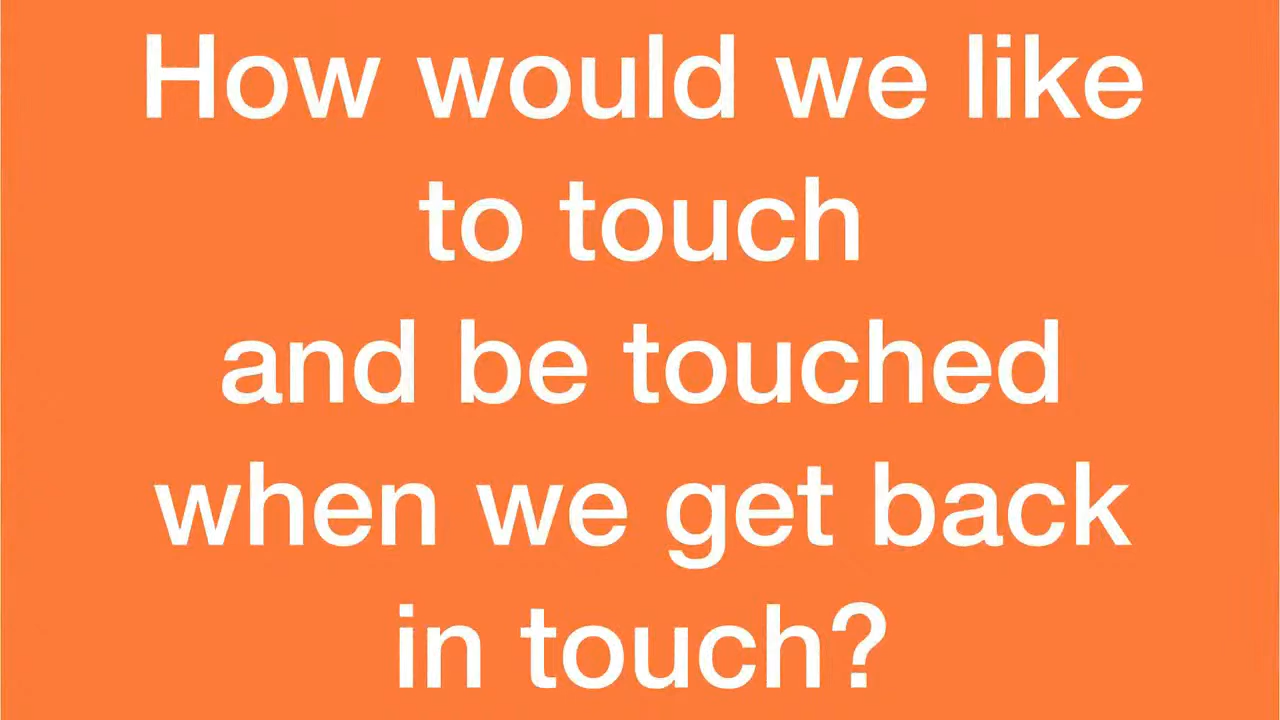 How would we like
to touch
and be touched
when we get back
in touch?